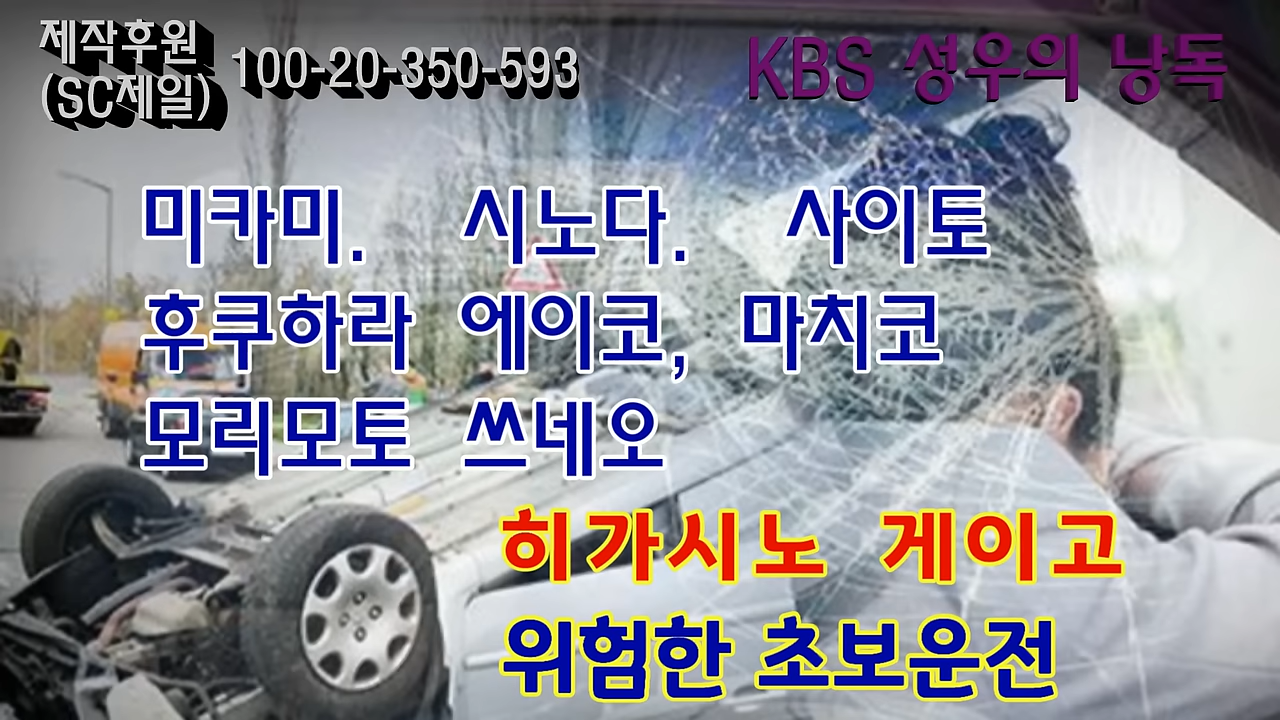 제작후원
(SC제일)
100-20-350-593
KBS 성우의 낭독
미카미. 시노다. 사이토
후쿠하라 에이코, 마치코
모리모토 쓰네오
히가시노 게이고
위험한 초보운전